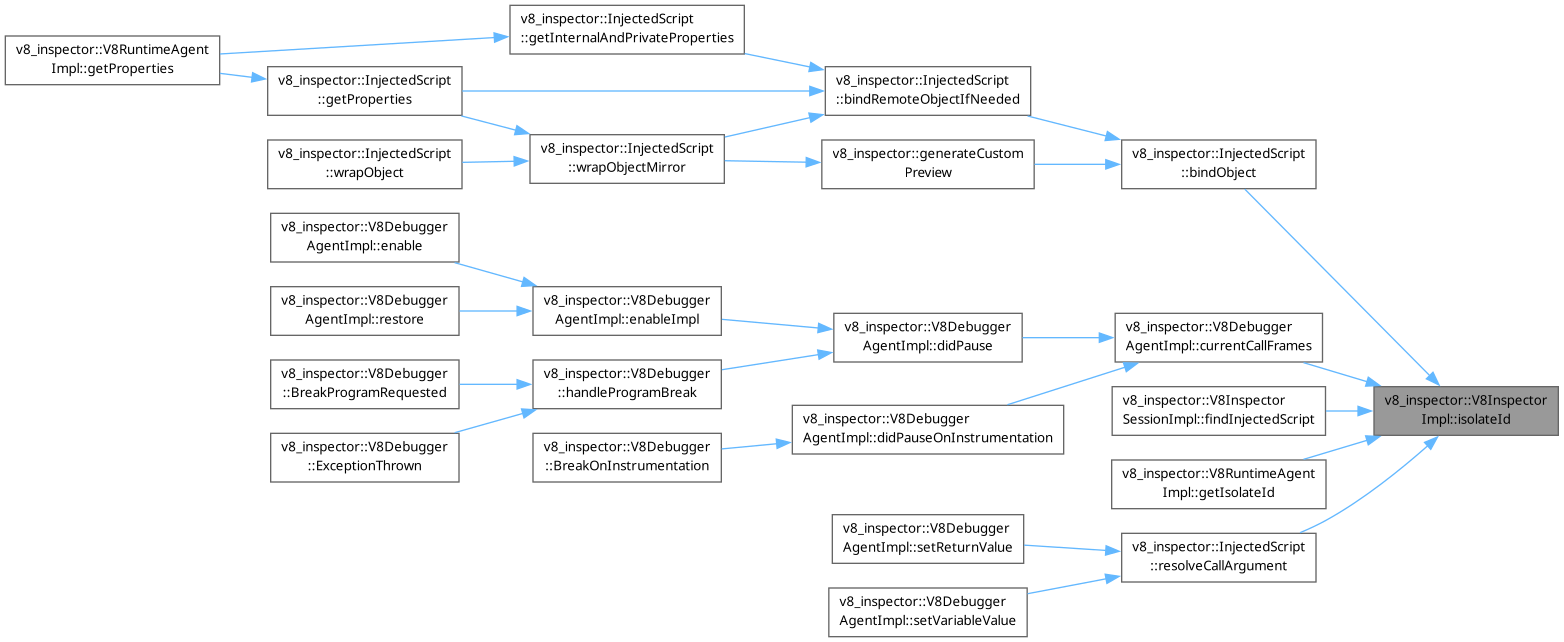 v8_inspector::V8RuntimeAgent
Impl::getProperties
v8_inspector::InjectedScript
::getInternalAndPrivateProperties
v8_inspector::InjectedScript
::getProperties
v8_inspector::InjectedScript
::wrapObject
v8_inspector::InjectedScript
::wrapObjectMirror
v8_inspector::InjectedScript
::bindRemoteObjectIfNeeded
v8_inspector::generateCustom
Preview
v8_inspector::InjectedScript
::bindObject
v8_inspector::V8Debugger
AgentImpl::enable
v8_inspector::V8Debugger
AgentImpl::restore
v8_inspector::V8Debugger
::BreakProgramRequested
v8_inspector::V8Debugger
::ExceptionThrown
v8_inspector::V8Debugger
AgentImpl::enableImpl
v8_inspector::V8Debugger
::handleProgramBreak
v8_inspector::V8Debugger
::BreakOnInstrumentation
v8_inspector::V8Debugger
AgentImpl::didPause
v8_inspector::V8Debugger
AgentImpl::didPauseOnInstrumentation
v8_inspector::V8Debugger
AgentImpl::currentCallFrames
v8_inspector::V8Inspector
SessionImpl::findInjectedScript
v8_inspector::V8RuntimeAgent
Impl::getIsolateId
v8_inspector::V8Inspector
Impl::isolateId
v8_inspector::V8Debugger
AgentImpl::setReturnValue
v8_inspector::V8Debugger
AgentImpl::setVariableValue
v8_inspector::InjectedScript
::resolveCallArgument